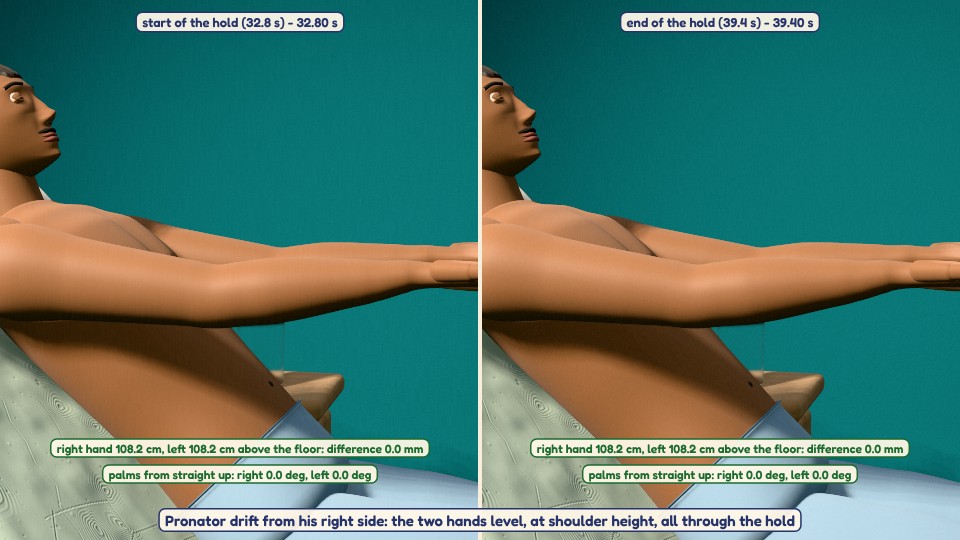 start of the hold (32.8 s) - 32.80 s
end of the hold (39.4 s) - 39.40 s
right hand 108.2 cm, left 108.2 cm above the floor: difference 0.0 mm
right hand 108.2 cm, left 108.2 cm above the floor: difference 0.0 mm
palms from straight up: right 0.0 deg, left 0.0 deg
palms from straight up: right 0.0 deg, left 0.0 deg
Pronator drift from his right side: the two hands level, at shoulder height, all through the hold